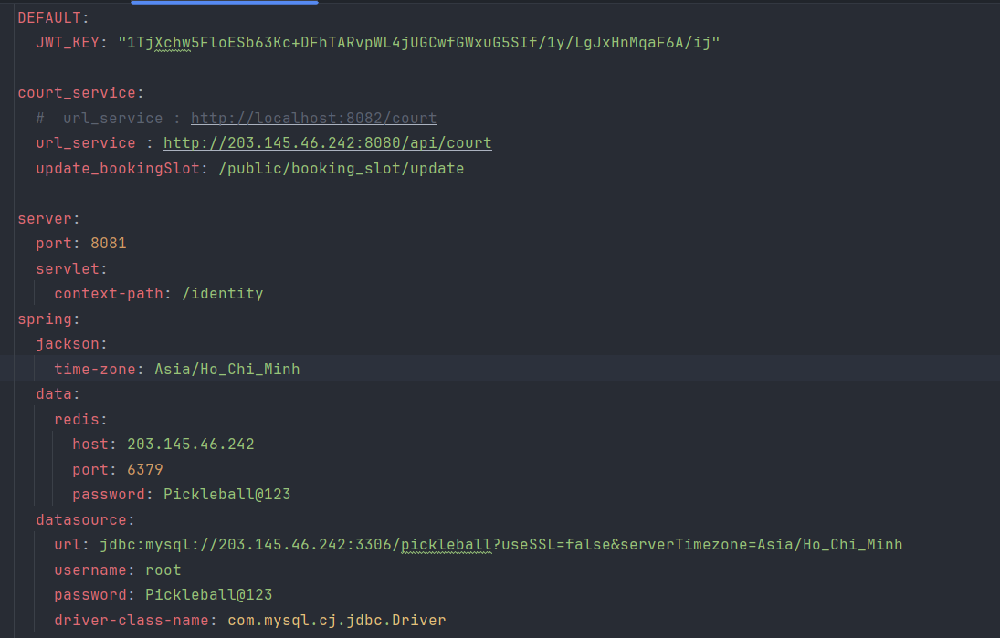 DEFAULT:
JWT_KEY: "1TjXchw5FloESb63Kc+DFhTARvpWL4jUGCwfGWxuG5SIf/1y/LgJxHnMqaF6A/ij"
court_service:
#  url_service : http://localhost:8082/court
url_service : http://203.145.46.242:8080/api/court
update_bookingSlot: /public/booking_slot/update
server:
port: 8081
servlet:
context-path: /identity
spring:
jackson:
time-zone: Asia/Ho_Chi_Minh
data:
redis:
host: 203.145.46.242
port: 6379
password: Pickleball@123
datasource:
url: jdbc:mysql://203.145.46.242:3306/pickleball?useSSL=false&serverTimezone=Asia/Ho_Chi_Minh
username: root
password: Pickleball@123
driver-class-name: com.mysql.cj.jdbc.Driver